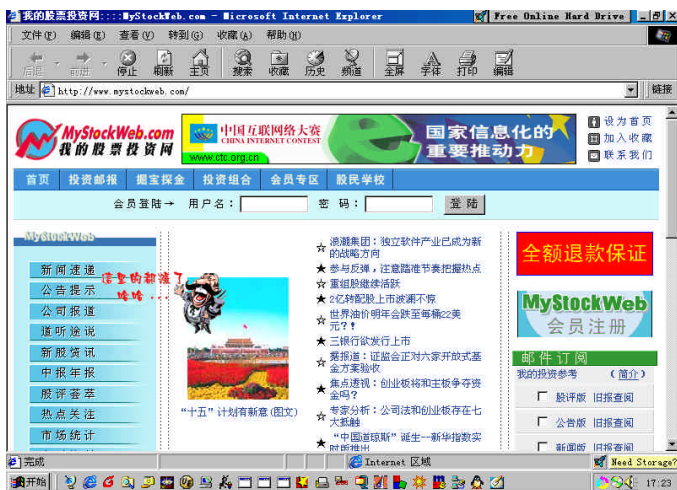 我的股票投资网::::MyStockWeb.com - Microsoft Internet Explorer
Free Online Hard Drive
文件(F) 编辑(E) 查看(V) 转到(G) 收藏(A) 帮助(H)
后退 前进 停止 刷新 主页 搜索 收藏 历史 频道 全屏 字体 打印 编辑
地址 http://www.mystockweb.com/ 链接
MyStockWeb.com
我的股票投资网
中国互联网络大赛
CHINA INTERNET CONTEST
www.ctc.org.cn
国家信息化的
重要推动力
设为首页
加入收藏
联系我们
首页 投资邮报 掘宝探金 投资组合 会员专区 股民学校
会员登陆→ 用户名: 密 码: 登陆
MyStockWeb
新闻速递
公告提示
公司报道
道听途说
新股资讯
中报年报
股评荟萃
热点关注
市场统计
哈哈...
“十五”计划有新意(图文)
☆ 浪潮集团:独立软件产业已成为新
的战略方向
★ 参与反弹,注意踏准节奏把握热点
☆ 重组股继续活跃
★ 2亿转配股上市波澜不惊
☆ 世界油价明年会跌至每桶22美
元?!
★ 三银行欲发行上市
☆ 据报道:证监会正对六家开放式基
金方案验收
★ 焦点透视:创业板将和主板争夺资
金吗?
☆ 专家分析:公司法和创业板存在七
大抵触
★ “中国道琼斯”诞生--新华指数实
时版推出
全额退款保证
MyStockWeb
会员注册
邮件订阅
我的投资参考 (简介)
股评版 旧报查阅
公告版 旧报查阅
新闻版 旧报查阅
完成
Internet 区域
Need Storage?
开始
17:23